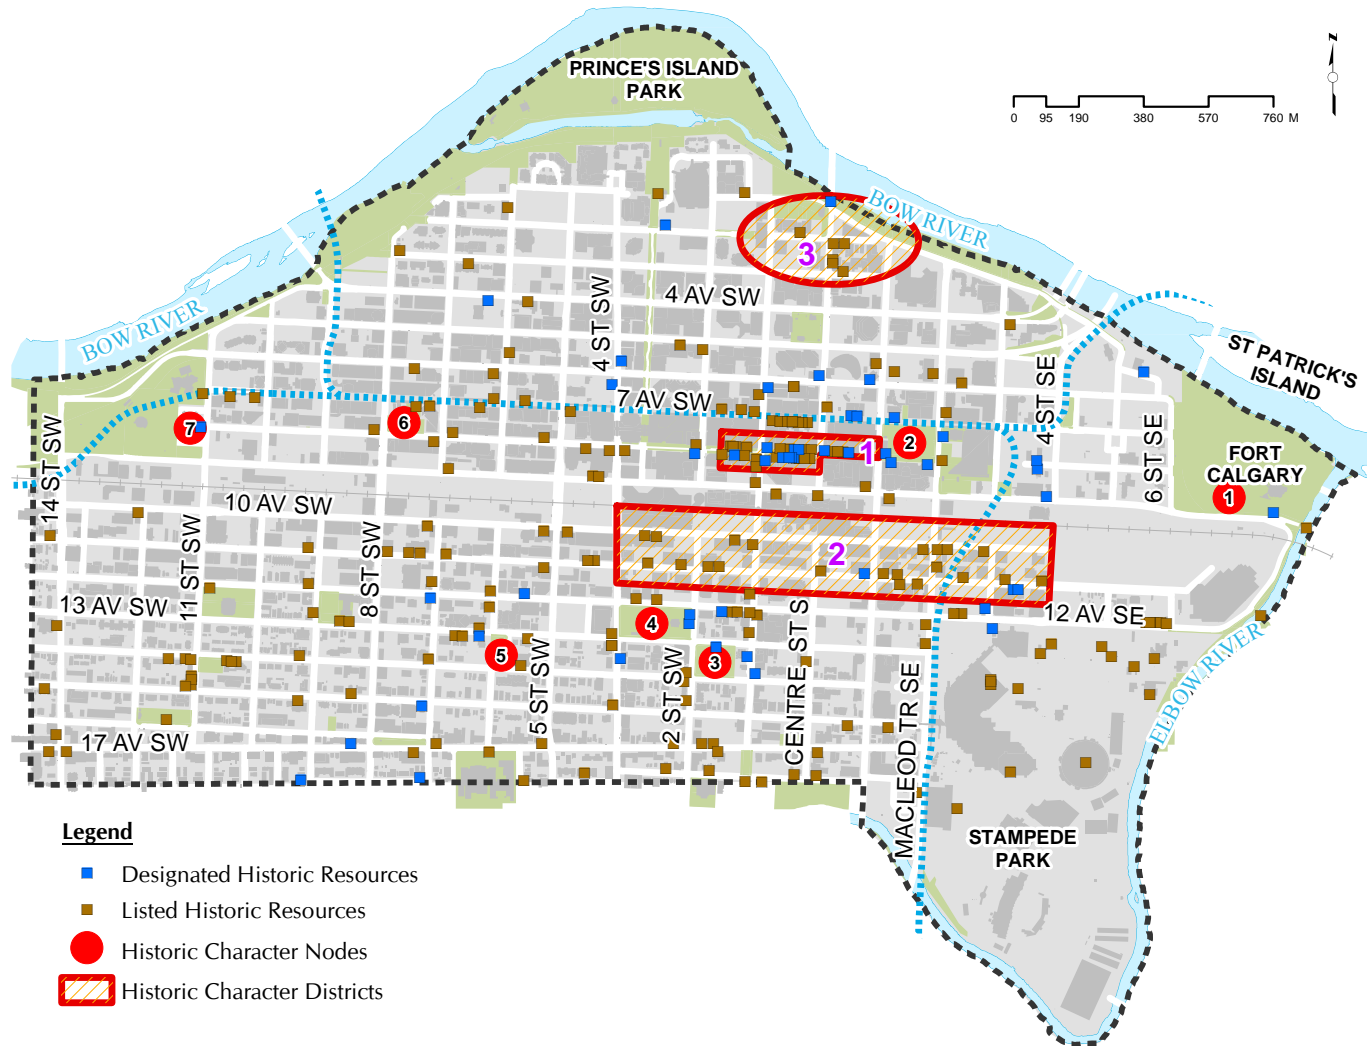 PRINCE'S ISLAND
PARK
N
0 95 190 380 570 760 M
BOW RIVER
3
4 AV SW
4 ST SW
BOW RIVER
ST PATRICK'S
ISLAND
7 AV SW
4 ST SE
14 ST SW
7
6
1
2
6 ST SE
FORT
CALGARY
1
10 AV SW
11 ST SW
8 ST SW
2
13 AV SW
12 AV SE
4
5
3
5 ST SW
2 ST SW
CENTRE ST S
MACLEOD TR SE
ELBOW RIVER
17 AV SW
STAMPEDE
PARK
Legend
Designated Historic Resources
Listed Historic Resources
Historic Character Nodes
Historic Character Districts